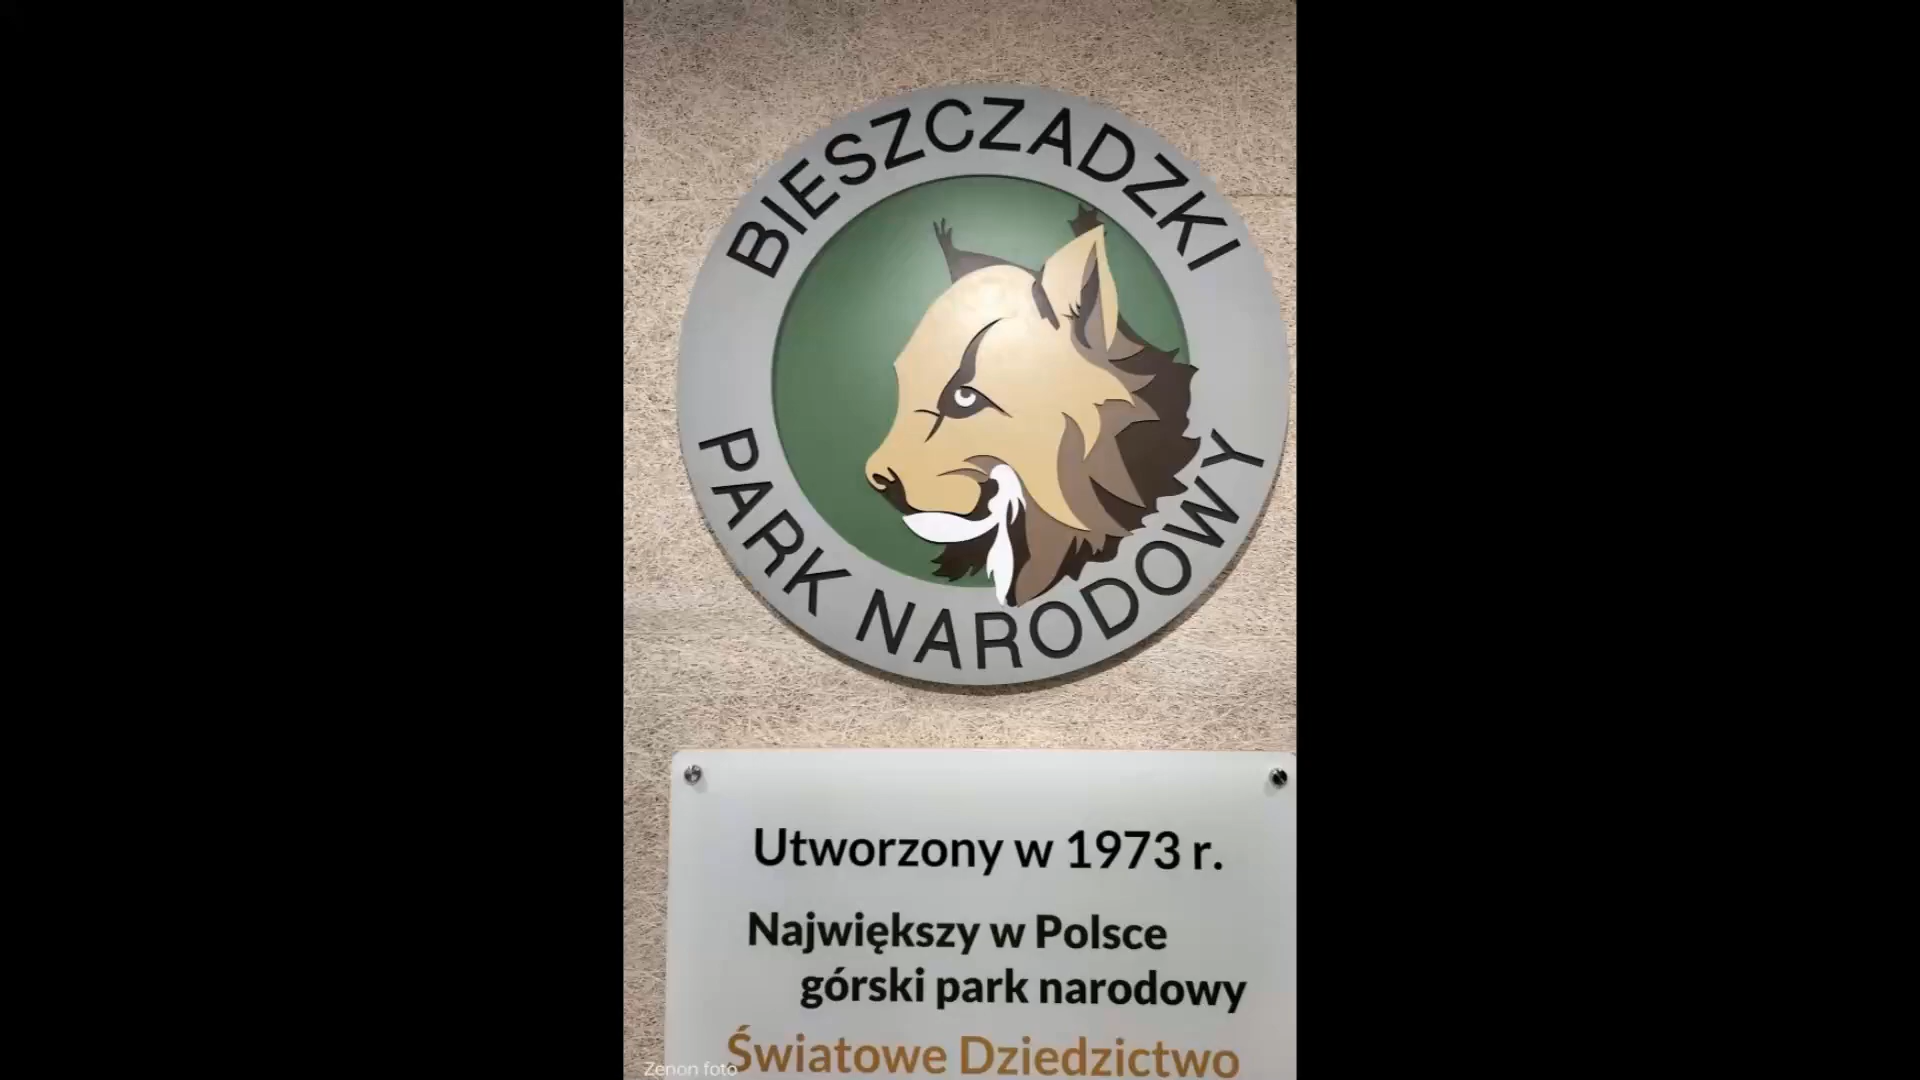 BIESZCZADZKI
PARK NARODOWY
Utworzony w 1973 r.
Największy w Polsce
górski park narodowy
Światowe Dziedzictwo
Zenon foto